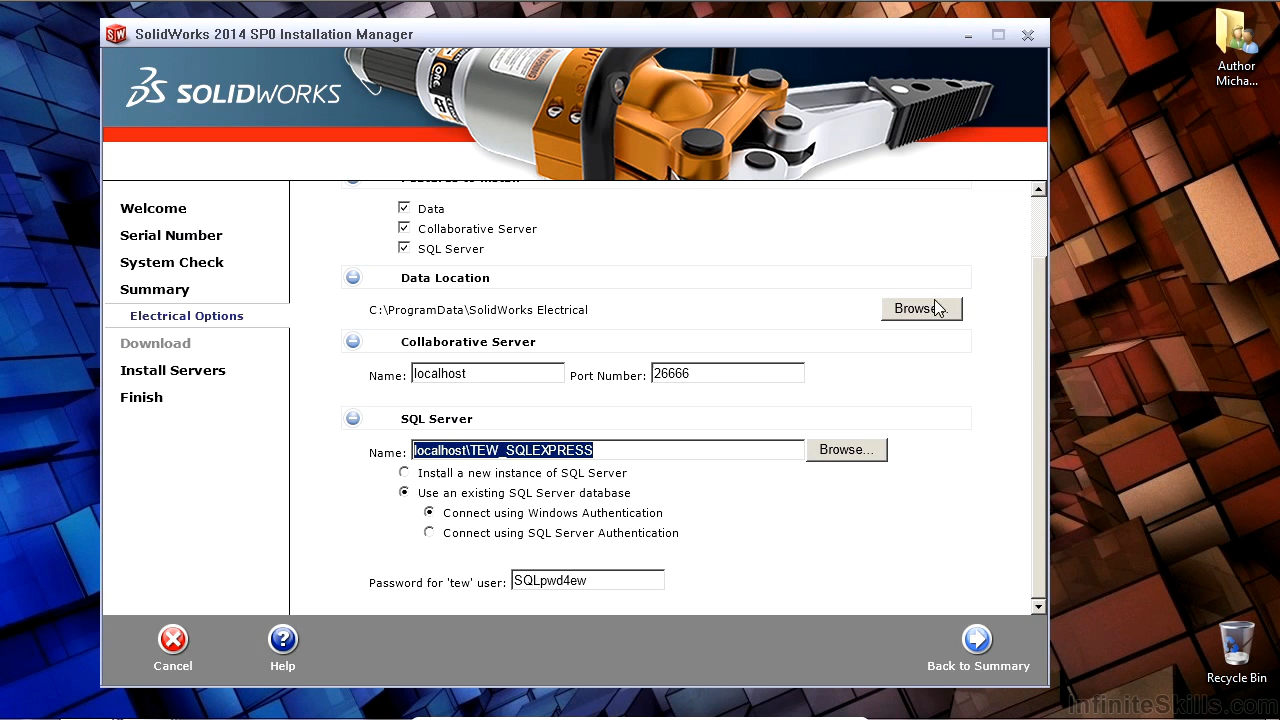 SolidWorks 2014 SP0 Installation Manager
SOLIDWORKS
Welcome
Serial Number
System Check
Summary
Electrical Options
Download
Install Servers
Finish
Features to Install
Data
Collaborative Server
SQL Server
Data Location
C:\ProgramData\SolidWorks Electrical
Browse...
Collaborative Server
Name: localhost Port Number: 26666
SQL Server
Name: localhost\TEW_SQLEXPRESS Browse...
Install a new instance of SQL Server
Use an existing SQL Server database
Connect using Windows Authentication
Connect using SQL Server Authentication
Password for 'tew' user: SQLpwd4ew
Cancel
Help
Back to Summary
Author
Micha...
Recycle Bin
InfiniteSkills.com